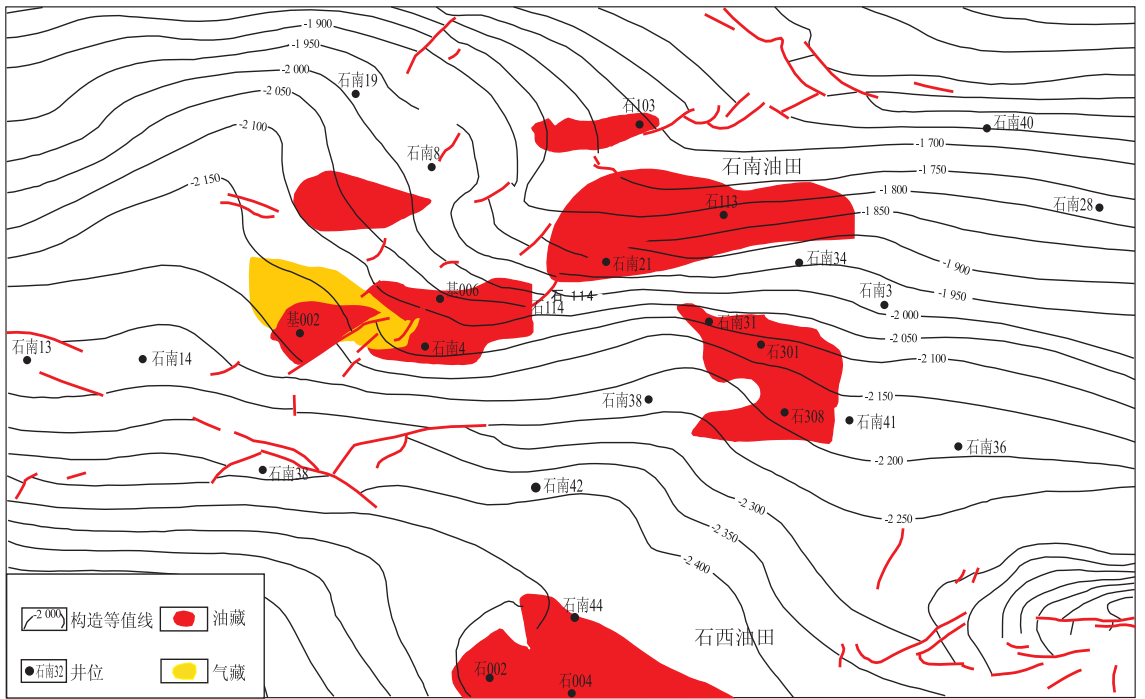 -1 900
-1 950
-2 000
石南19
-2 050
石103
-2 100
石南40
-1 700
石南8
石南油田
-1 750
-2 150
-1 800
石南28
石113
-1 850
石南21
石南34
-1 900
基006
石 114
石114
石南3
-1 950
-2 000
基002
石南31
石南4
石301
-2 050
石南13
石南14
-2 100
-2 150
石南38
石308
石南41
石南36
-2 200
石南38
石南42
-2 300
-2 250
-2 350
-2 400
石南44
石西油田
石002
石004
-2 000
构造等值线
油藏
石南32
井位
气藏